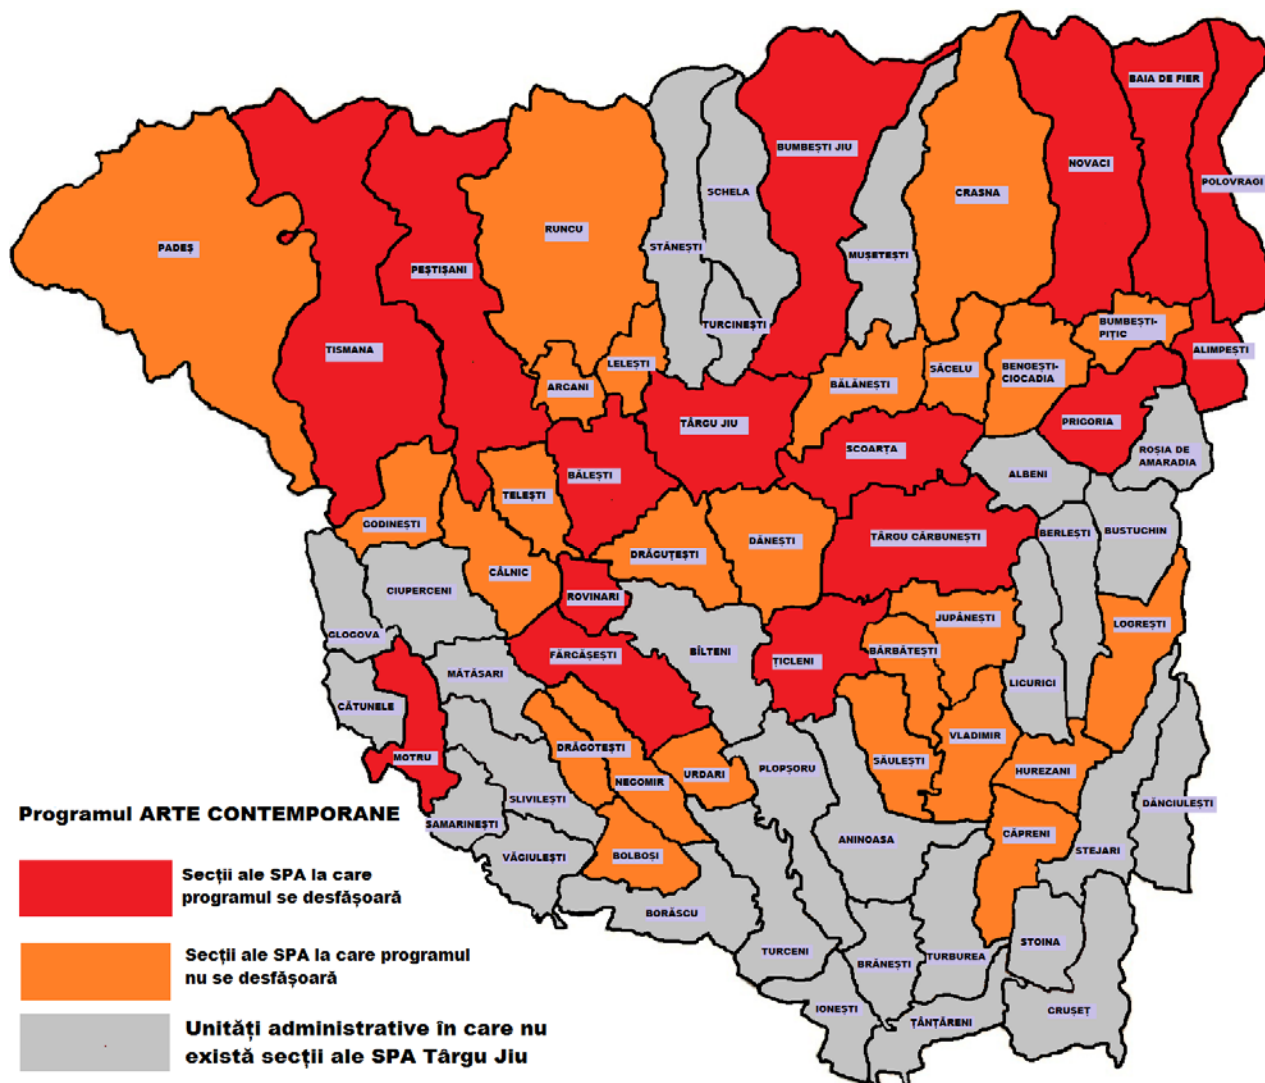 BAIA DE FIER
BUMBEȘTI JIU
NOVACI
POLOVRAGI
SCHELA
CRASNA
RUNCU
PADEȘ
STĂNEȘTI
MUȘETEȘTI
PEȘTIȘANI
TURCINEȘTI
BUMBEȘTI-
PIȚIC
TISMANA
ALIMPEȘTI
LELEȘTI
BENGEȘTI-
CIOCADIA
SĂCELU
ARCANI
BĂLĂNEȘTI
TÂRGU JIU
PRIGORIA
SCOARȚA
ROȘIA DE
AMARADIA
BĂLEȘTI
ALBENI
TELEȘTI
GODINEȘTI
BERLEȘTI
BUSTUCHIN
TÂRGU CĂRBUNEȘTI
DĂNEȘTI
DRĂGUȚEȘTI
CÂLNIC
CIUPERCENI
ROVINARI
JUPÂNEȘTI
LOGREȘTI
GLOGOVA
BÎLTENI
BĂRBĂTEȘTI
FĂRCĂȘEȘTI
ȚICLENI
MĂTĂSARI
LICURICI
CĂTUNELE
VLADIMIR
DRĂGOTEȘTI
MOTRU
SĂULEȘTI
PLOPȘORU
HUREZANI
URDARI
NEGOMIR
SLIVILEȘTI
DĂNCIULEȘTI
Programul ARTE CONTEMPORANE
SAMARINEȘTI
CĂPRENI
ANINOASA
STEJARI
BOLBOȘI
VĂGIULEȘTI
Secții ale SPA la care
programul se desfășoară
BORĂSCU
STOINA
TURCENI
Secții ale SPA la care programul
nu se desfășoară
TURBUREA
BRĂNEȘTI
IONEȘTI
CRUȘEȚ
ȚÂNȚĂRENI
Unități administrative în care nu
există secții ale SPA Târgu Jiu